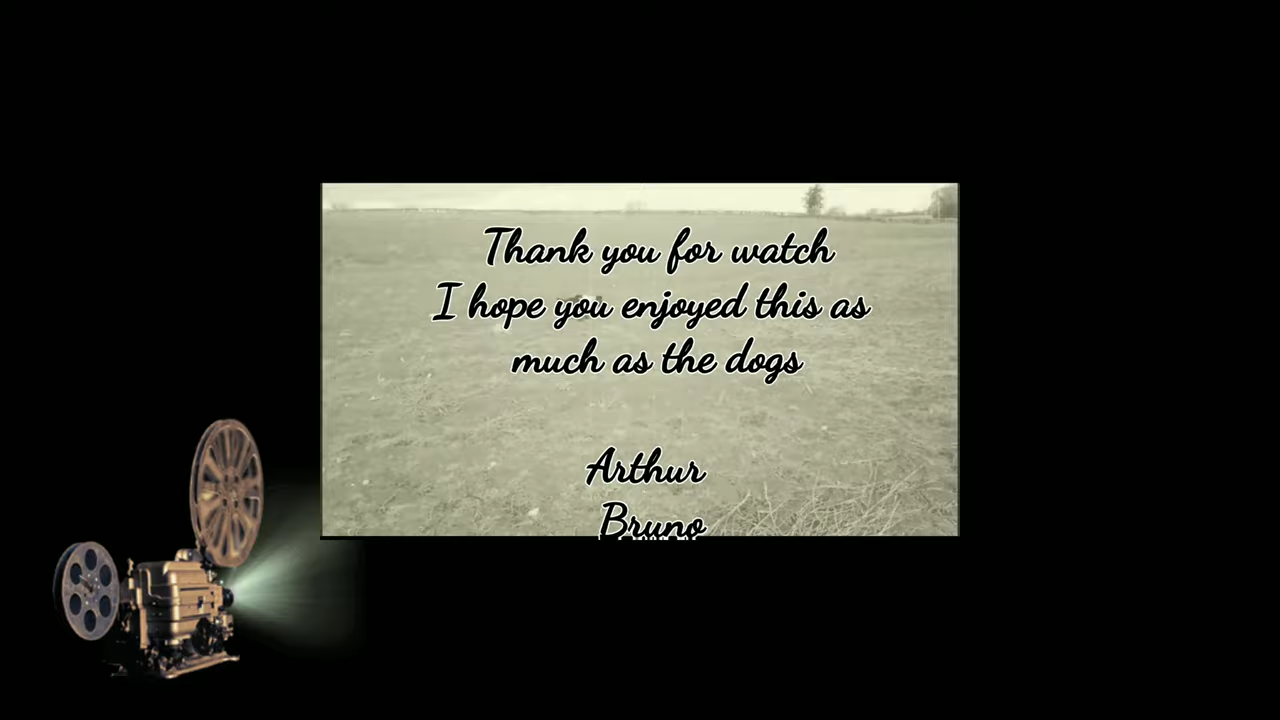 Thank you for watch
I hope you enjoyed this as
much as the dogs
Arthur
Bruno